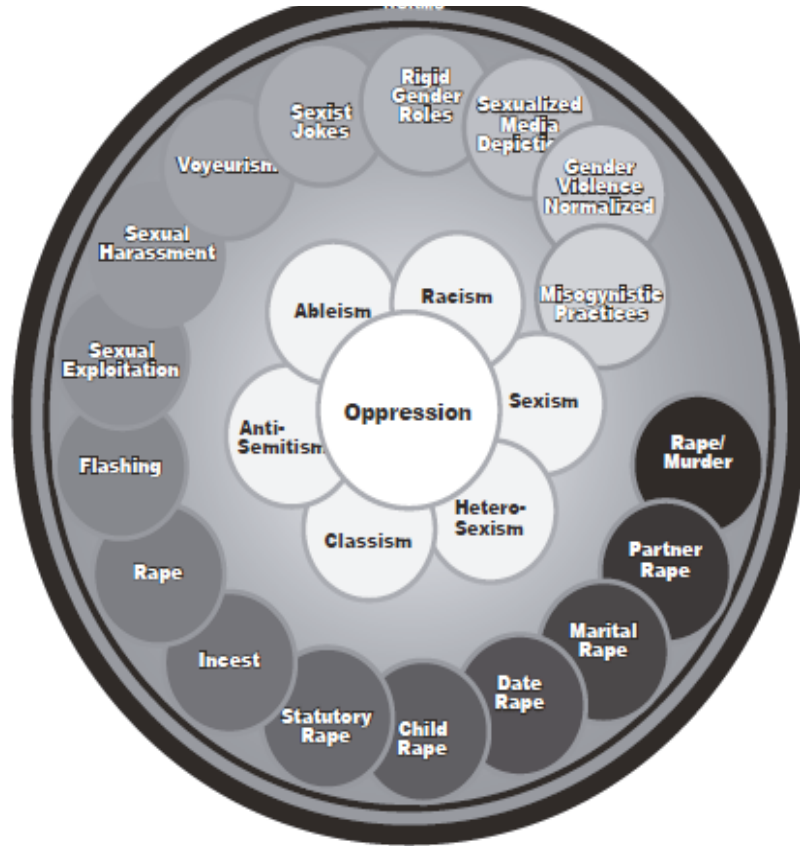 Rigid
Gender
Roles
Sexualized
Media
Depictions
Gender
Violence
Normalized
Misogynistic
Practices
Sexist
Jokes
Voyeurism
Sexual
Harassment
Sexual
Exploitation
Flashing
Rape
Incest
Statutory
Rape
Child
Rape
Date
Rape
Marital
Rape
Partner
Rape
Rape/
Murder
Oppression
Ableism
Racism
Sexism
Hetero-
Sexism
Classism
Anti-
Semitism